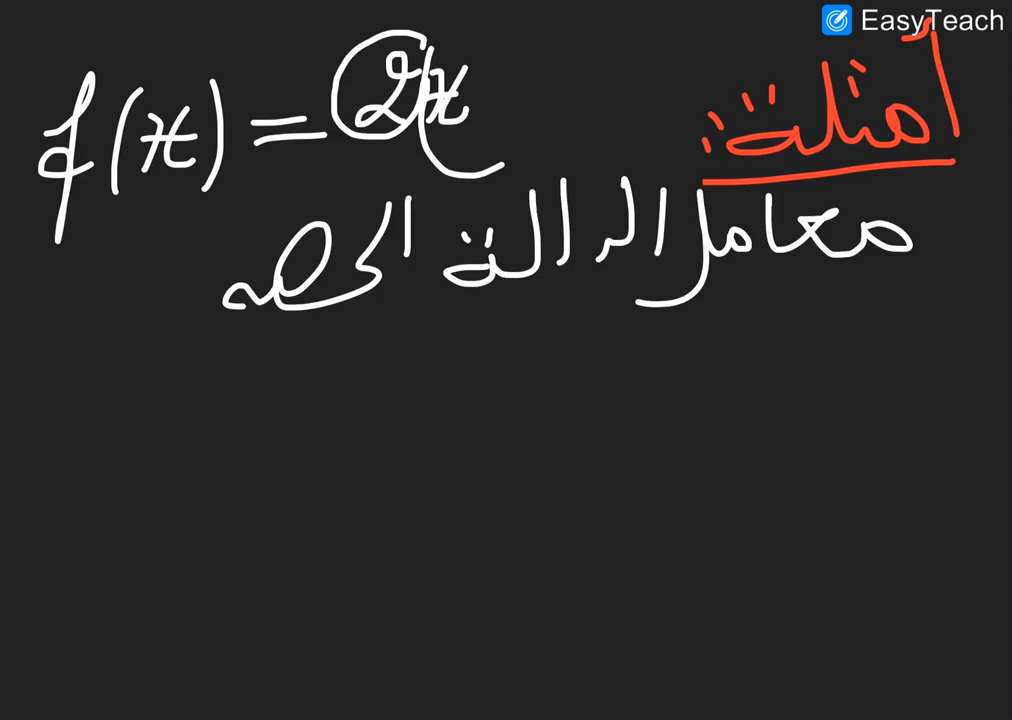 EasyTeach
أمثلة:
f(x) = 2x
معامل الدالة الخطية